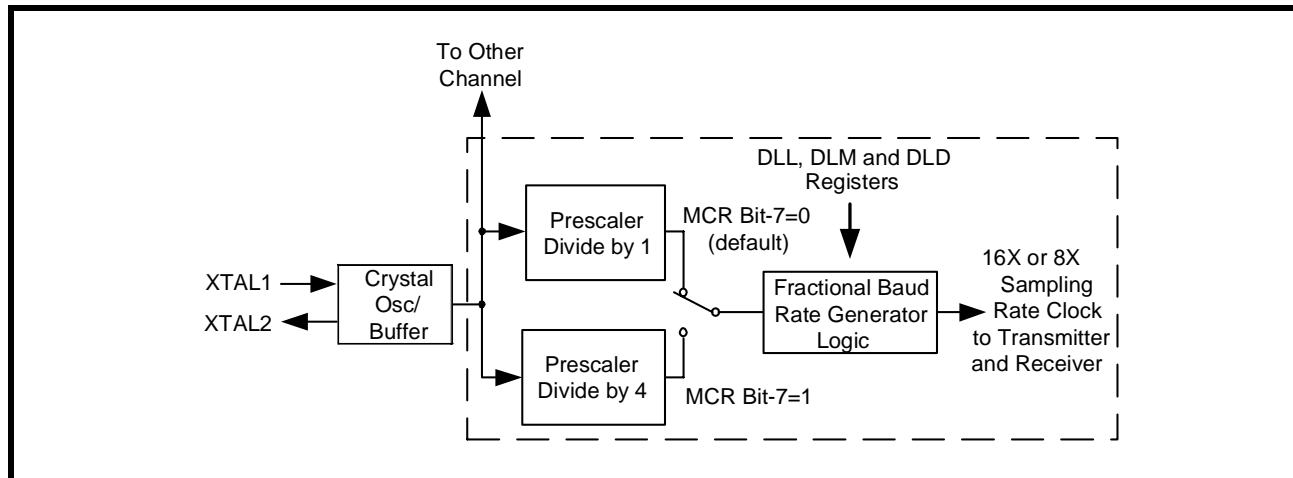 To Other
Channel
DLL, DLM and DLD
Registers
Prescaler
Divide by 1
MCR Bit-7=0
(default)
XTAL1
XTAL2
Crystal
Osc/
Buffer
Fractional Baud
Rate Generator
Logic
16X or 8X
Sampling
Rate Clock
to Transmitter
and Receiver
Prescaler
Divide by 4
MCR Bit-7=1